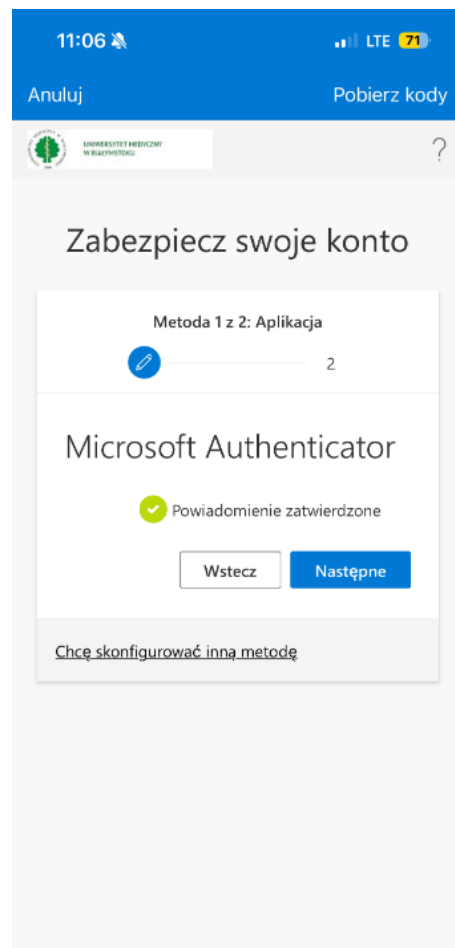 11:06 LTE 71
Anuluj Pobierz kody
UNIWERSYTET MEDYCZNY
W BIAŁYMSTOKU
?
Zabezpiecz swoje konto
Metoda 1 z 2: Aplikacja
2
Microsoft Authenticator
Powiadomienie zatwierdzone
Wstecz Następne
Chcę skonfigurować inną metodę